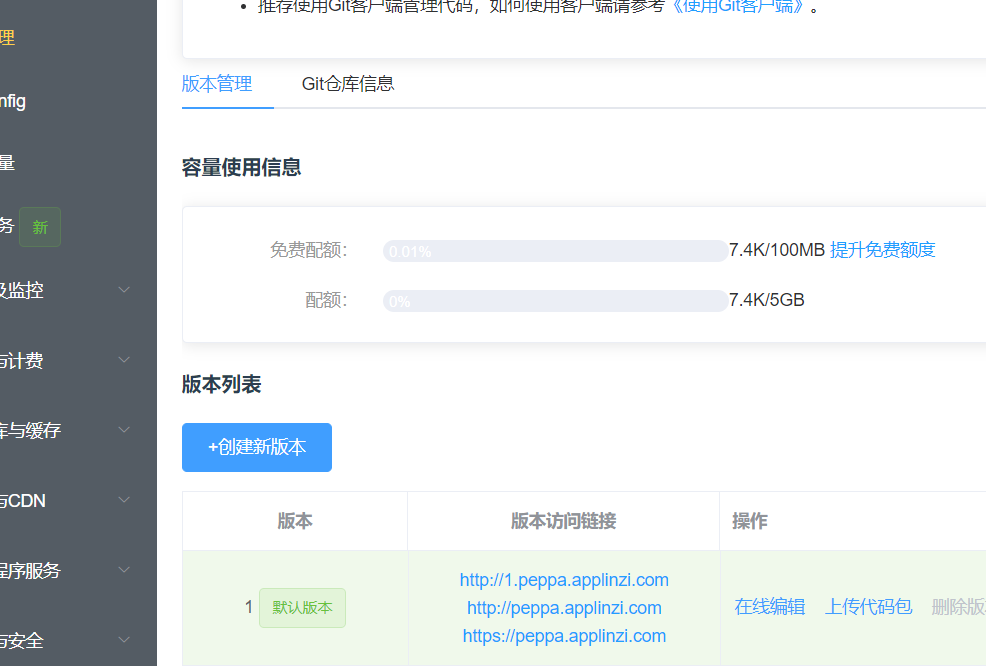 推荐使用Git客户端管理代码，如何使用客户端请参考《使用Git客户端》。
理
nfig
量
务 新
及监控
与计费
库与缓存
与CDN
程序服务
与安全
版本管理 Git仓库信息
容量使用信息
免费配额： 0.01% 7.4K/100MB 提升免费额度
配额： 0% 7.4K/5GB
版本列表
+创建新版本
版本 版本访问链接 操作
http://1.peppa.applinzi.com
1 默认版本 http://peppa.applinzi.com 在线编辑 上传代码包 删除版
https://peppa.applinzi.com